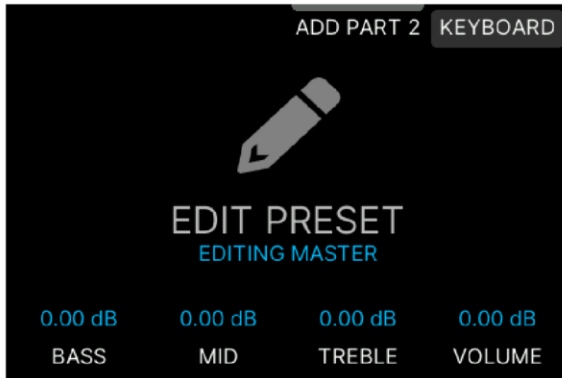 ADD PART 2 KEYBOARD
EDIT PRESET
EDITING MASTER
0.00 dB 0.00 dB 0.00 dB 0.00 dB
BASS MID TREBLE VOLUME